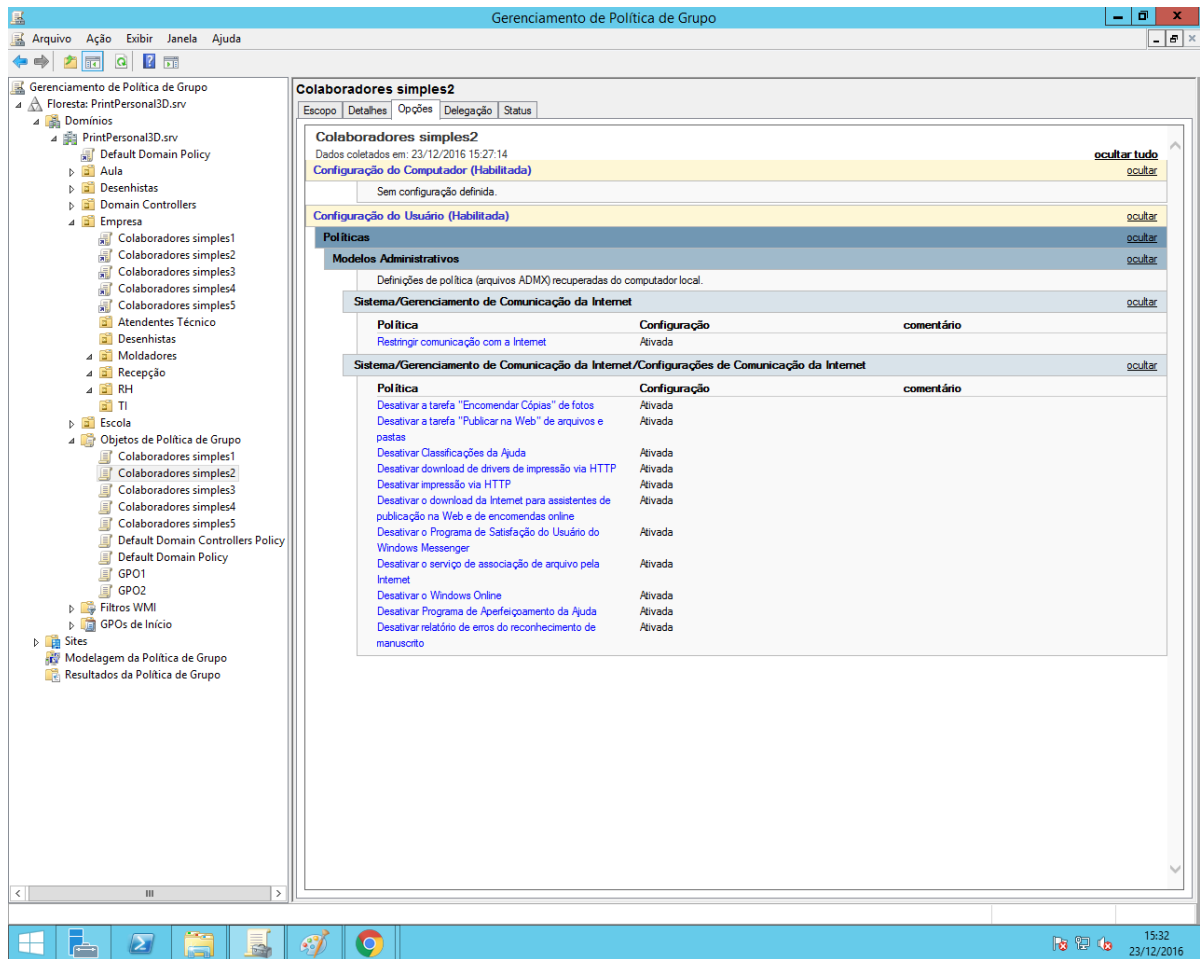 Gerenciamento de Política de Grupo
Arquivo Ação Exibir Janela Ajuda
Gerenciamento de Política de Grupo
Floresta: PrintPersonal3D.srv
Domínios
PrintPersonal3D.srv
Default Domain Policy
Aula
Desenhistas
Domain Controllers
Empresa
Colaboradores simples1
Colaboradores simples2
Colaboradores simples3
Colaboradores simples4
Colaboradores simples5
Atendentes Técnico
Desenhistas
Moldadores
Recepção
RH
TI
Escola
Objetos de Política de Grupo
Colaboradores simples1
Colaboradores simples2
Colaboradores simples3
Colaboradores simples4
Colaboradores simples5
Default Domain Controllers Policy
Default Domain Policy
GPO1
GPO2
Filtros WMI
GPOs de Início
Sites
Modelagem da Política de Grupo
Resultados da Política de Grupo
Colaboradores simples2
Escopo Detalhes Opções Delegação Status
Colaboradores simples2
Dados coletados em: 23/12/2016 15:27:14 ocultar tudo
Configuração do Computador (Habilitada) ocultar
Sem configuração definida.
Configuração do Usuário (Habilitada) ocultar
Políticas ocultar
Modelos Administrativos ocultar
Definições de política (arquivos ADMX) recuperadas do computador local.
Sistema/Gerenciamento de Comunicação da Internet ocultar
Política Configuração comentário
Restringir comunicação com a Internet Ativada
Sistema/Gerenciamento de Comunicação da Internet/Configurações de Comunicação da Internet ocultar
Política Configuração comentário
Desativar a tarefa "Encomendar Cópias" de fotos Ativada
Desativar a tarefa "Publicar na Web" de arquivos e Ativada
pastas
Desativar Classificações da Ajuda Ativada
Desativar download de drivers de impressão via HTTP Ativada
Desativar impressão via HTTP Ativada
Desativar o download da Internet para assistentes de Ativada
publicação na Web e de encomendas online
Desativar o Programa de Satisfação do Usuário do Ativada
Windows Messenger
Desativar o serviço de associação de arquivo pela Ativada
Internet
Desativar o Windows Online Ativada
Desativar Programa de Aperfeiçoamento da Ajuda Ativada
Desativar relatório de erros do reconhecimento de Ativada
manuscrito
15:32
23/12/2016